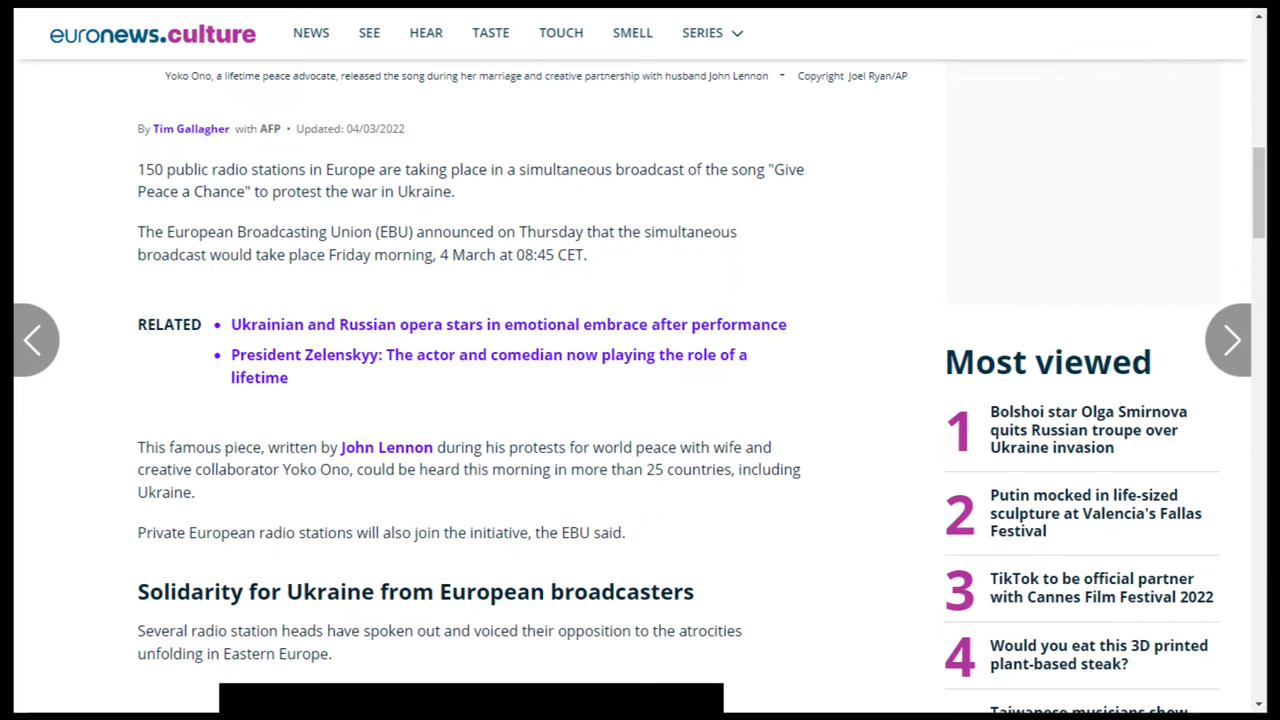 euronews.culture NEWS SEE HEAR TASTE TOUCH SMELL SERIES
Yoko Ono, a lifetime peace advocate, released the song during her marriage and creative partnership with husband John Lennon - Copyright Joel Ryan/AP
By Tim Gallagher with AFP • Updated: 04/03/2022
150 public radio stations in Europe are taking place in a simultaneous broadcast of the song "Give
Peace a Chance" to protest the war in Ukraine.
The European Broadcasting Union (EBU) announced on Thursday that the simultaneous
broadcast would take place Friday morning, 4 March at 08:45 CET.
RELATED • Ukrainian and Russian opera stars in emotional embrace after performance
• President Zelenskyy: The actor and comedian now playing the role of a
lifetime
This famous piece, written by John Lennon during his protests for world peace with wife and
creative collaborator Yoko Ono, could be heard this morning in more than 25 countries, including
Ukraine.
Private European radio stations will also join the initiative, the EBU said.
Solidarity for Ukraine from European broadcasters
Several radio station heads have spoken out and voiced their opposition to the atrocities
unfolding in Eastern Europe.
Most viewed
1 Bolshoi star Olga Smirnova
quits Russian troupe over
Ukraine invasion
2 Putin mocked in life-sized
sculpture at Valencia's Fallas
Festival
3 TikTok to be official partner
with Cannes Film Festival 2022
4 Would you eat this 3D printed
plant-based steak?
Taiwanese musicians show